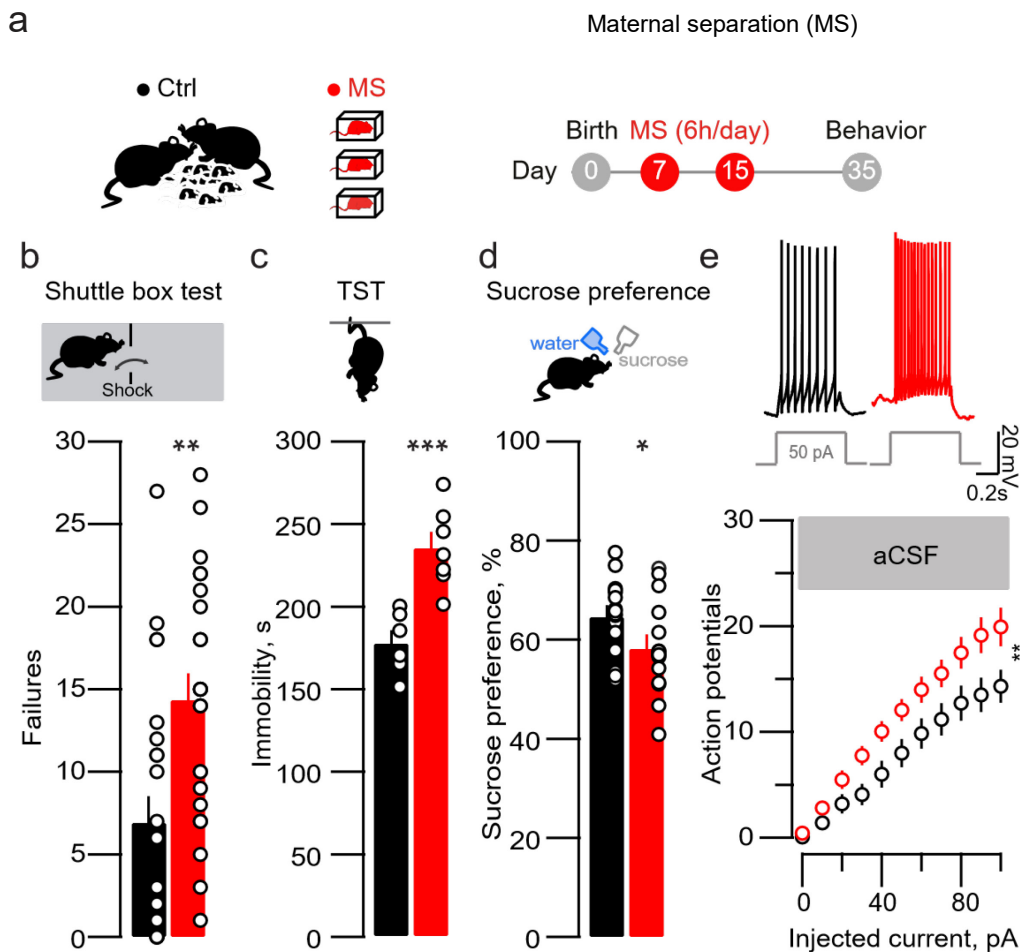 a
Maternal separation (MS)
Ctrl
MS
Birth MS (6h/day) Behavior
Day 0 7 15 35
b
Shuttle box test
Shock
**
Failures
30
25
20
15
10
5
0
c
TST
***
Immobility, s
300
250
200
150
100
50
0
d
Sucrose preference
water
sucrose
*
Sucrose preference, %
100
80
60
40
20
0
e
50 pA
20 mV
0.2s
aCSF
**
Action potentials
30
20
10
0
0 40 80
Injected current, pA